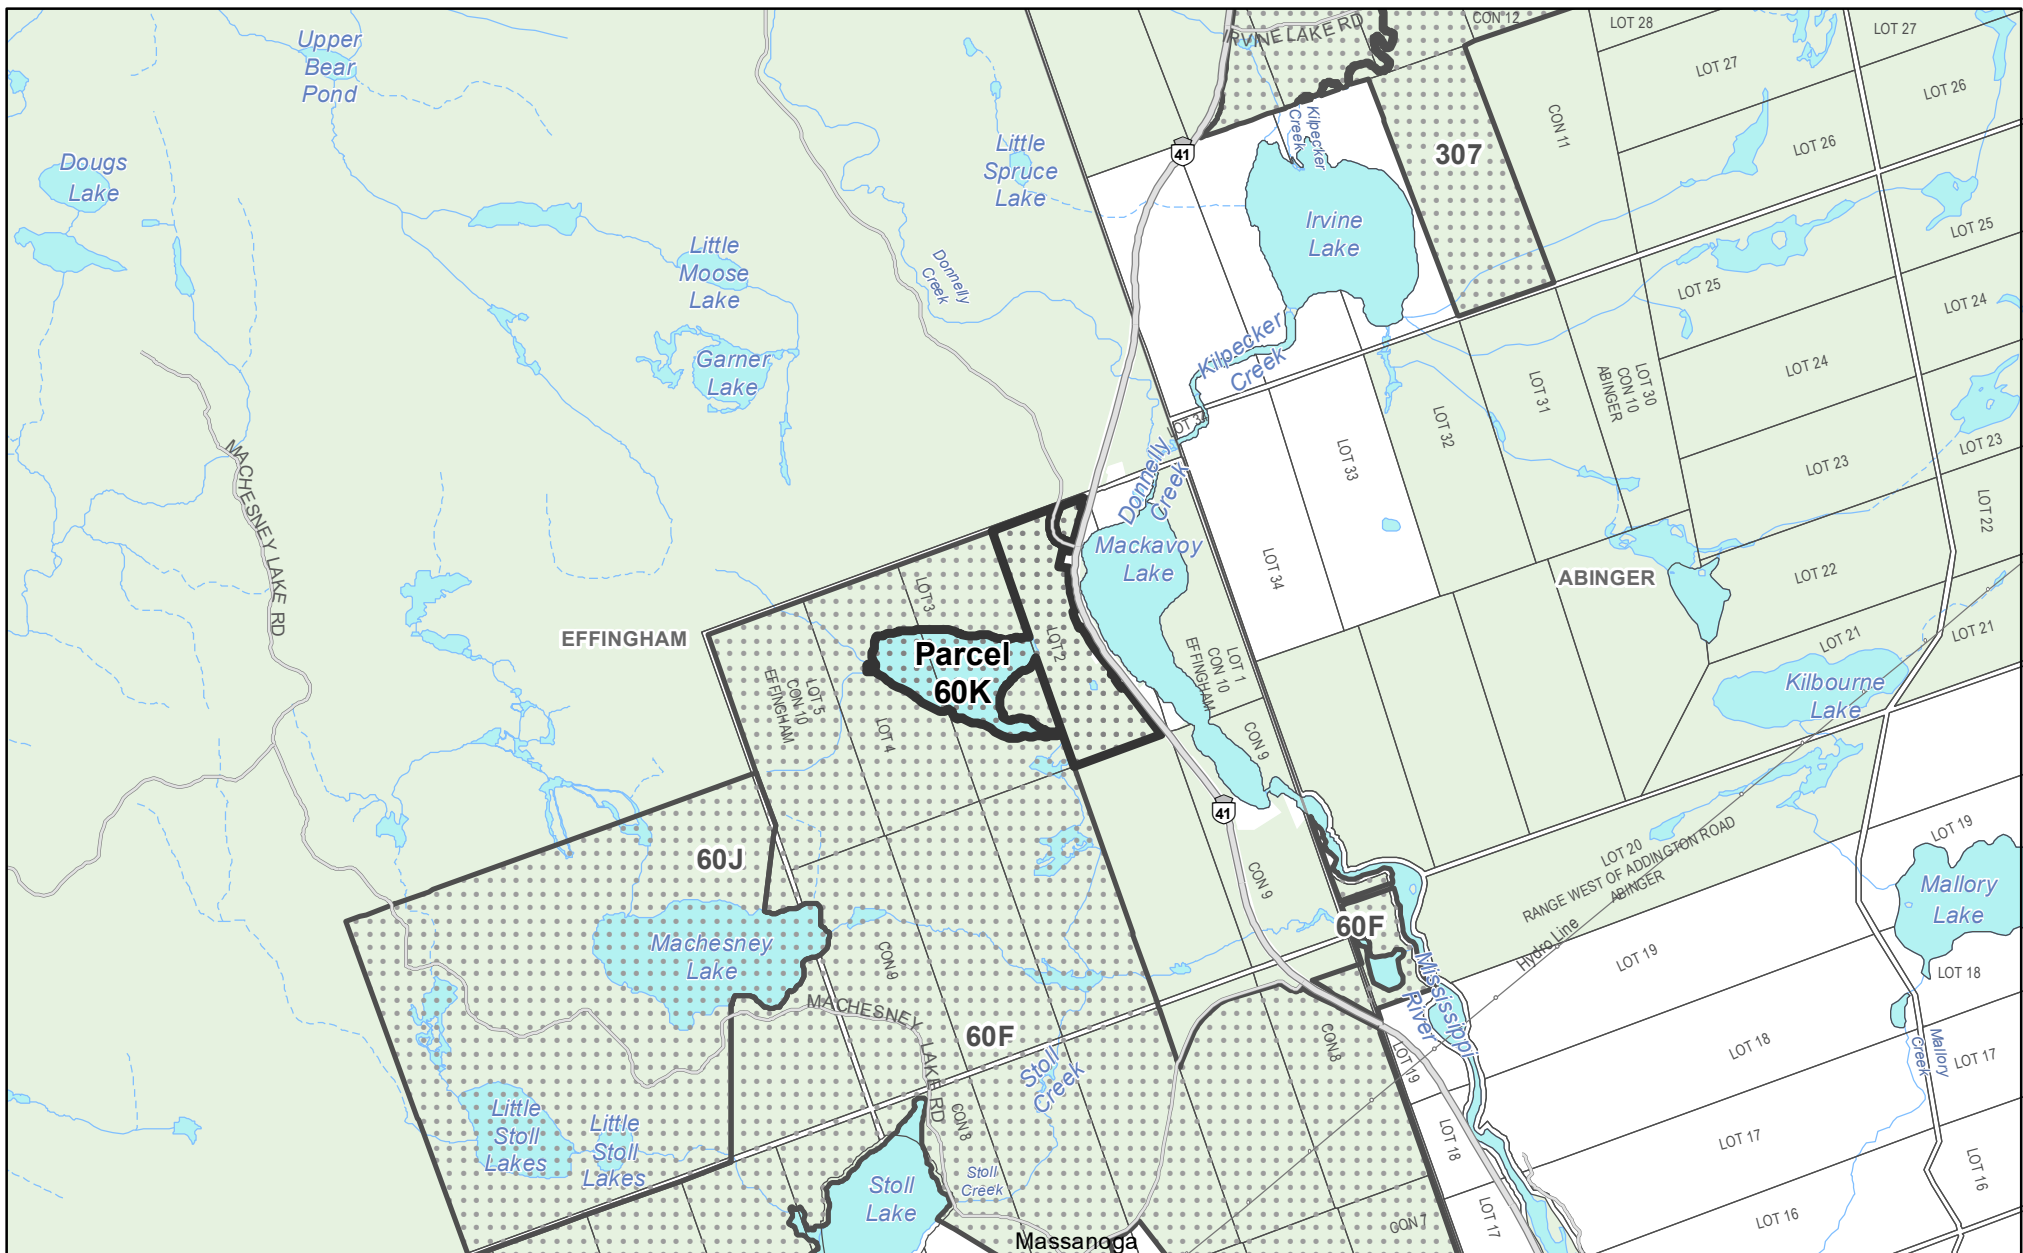 Upper
Bear
Pond
Dougs
Lake
Little
Spruce
Lake
Little
Moose
Lake
Garner
Lake
Donnelly
Creek
IRVINE LAKE RD
CON 12
LOT 28
LOT 27
LOT 27
LOT 26
LOT 26
CON 11
41
Kilpecker
Creek
307
Irvine
Lake
LOT 25
LOT 25
LOT 24
LOT 24
LOT 23
LOT 23
LOT 22
LOT 22
LOT 21
LOT 21
Kilpecker
Creek
LOT 30
CON 10
ABINGER
LOT 31
LOT 32
LOT 33
LOT 34
Donnelly
Creek
Mackavoy
Lake
MACHESNEY LAKE RD
EFFINGHAM
ABINGER
LOT 3
LOT 2
Parcel
60K
LOT 5
CON 10
EFFINGHAM
LOT 4
LOT 1
CON 10
EFFINGHAM
CON 9
Kilbourne
Lake
41
60J
CON 9
LOT 20
RANGE WEST OF ADDINGTON ROAD
ABINGER
Hydro Line
LOT 19
LOT 19
Mallory
Lake
Machesney
Lake
CON 9
60F
60F
MACHESNEY
LAKE RD
Mississippi
River
LOT 18
LOT 18
Mallory
Creek
LOT 17
LOT 17
LOT 16
LOT 16
Stoll
Creek
CON 8
CON 8
LOT 19
LOT 18
LOT 17
Little
Stoll
Lakes
Little
Stoll
Lakes
Stoll
Lake
Stoll
Creek
CON 7
Massanoga